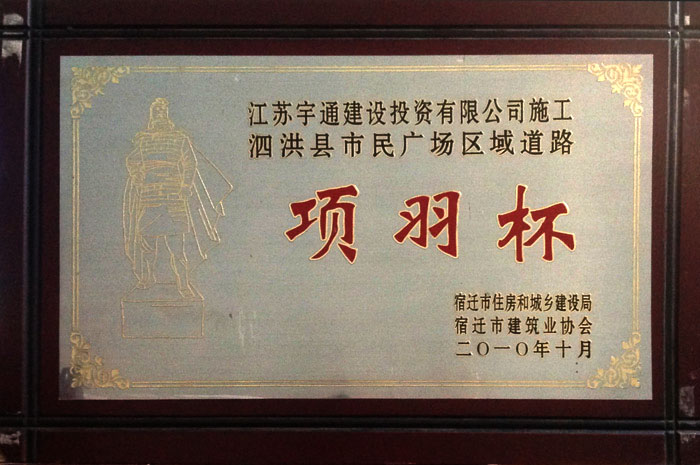 江苏宇通建设投资有限公司施工
泗洪县市民广场区域道路
项羽杯
宿迁市住房和城乡建设局
宿迁市建筑业协会
二〇一〇年十月